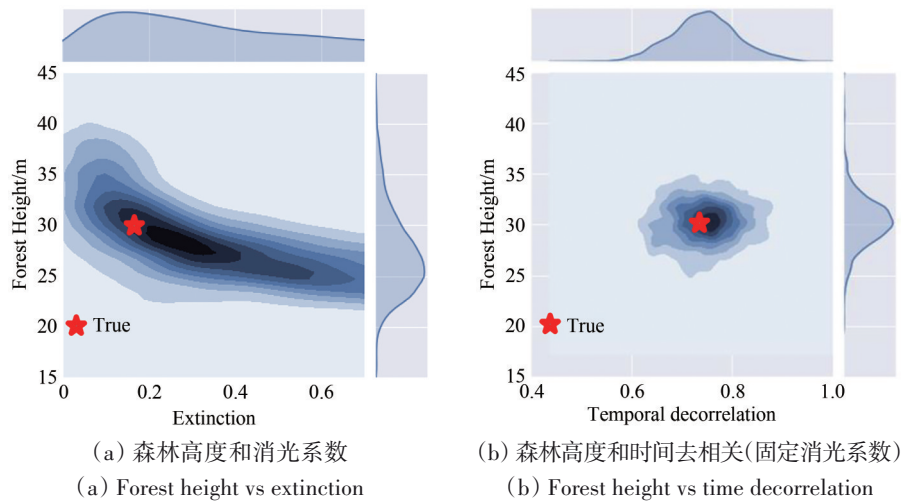 45
40
35
30
25
20
15
Forest Height/m
True
0
0.2
0.4
0.6
Extinction
(a) 森林高度和消光系数
(a) Forest height vs extinction
45
40
35
30
25
20
15
Forest Height/m
True
0.4
0.6
0.8
1.0
Temporal decorrelation
(b) 森林高度和时间去相关(固定消光系数)
(b) Forest height vs time decorrelation